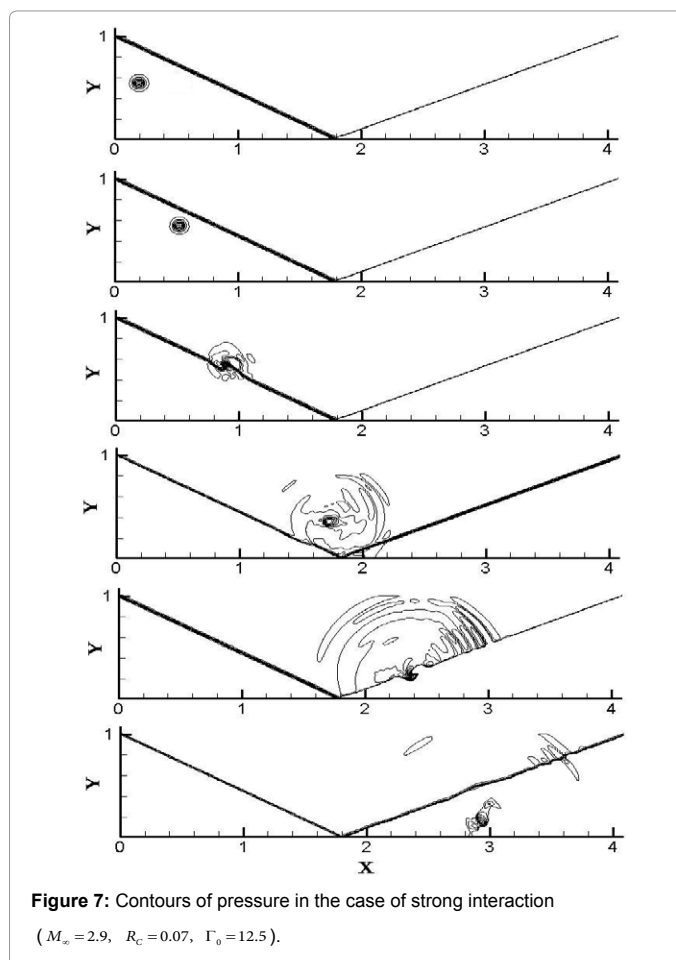 1
Y
0 1 2 3 4
1
Y
0 1 2 3 4
1
Y
0 1 2 3 4
1
Y
0 1 2 3 4
1
Y
0 1 2 3 4
1
Y
0 1 2 3 4
X
Figure 7: Contours of pressure in the case of strong interaction
( M∞ = 2.9, R_C = 0.07, Γ₀ = 12.5 ).